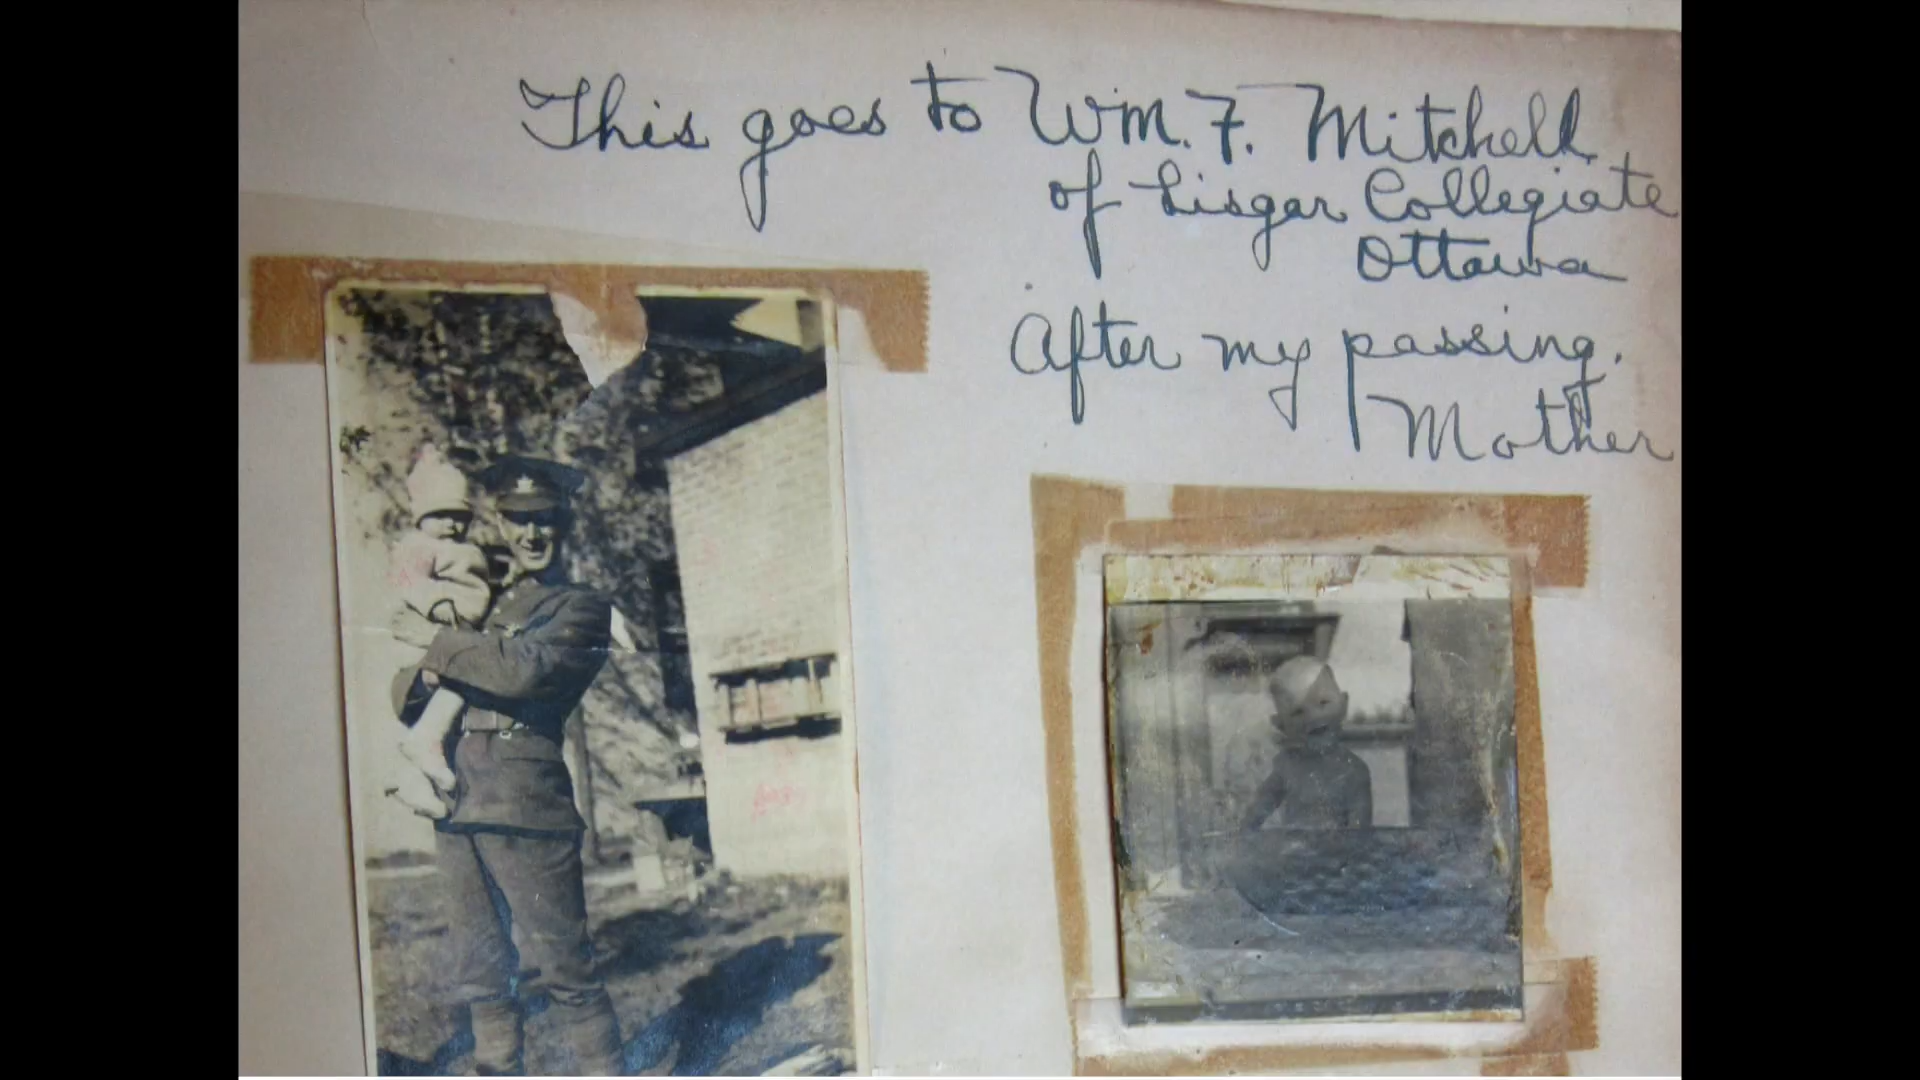 This goes to Wm. F. Mitchell
of Lisgar Collegiate
Ottawa
After my passing.
Mother